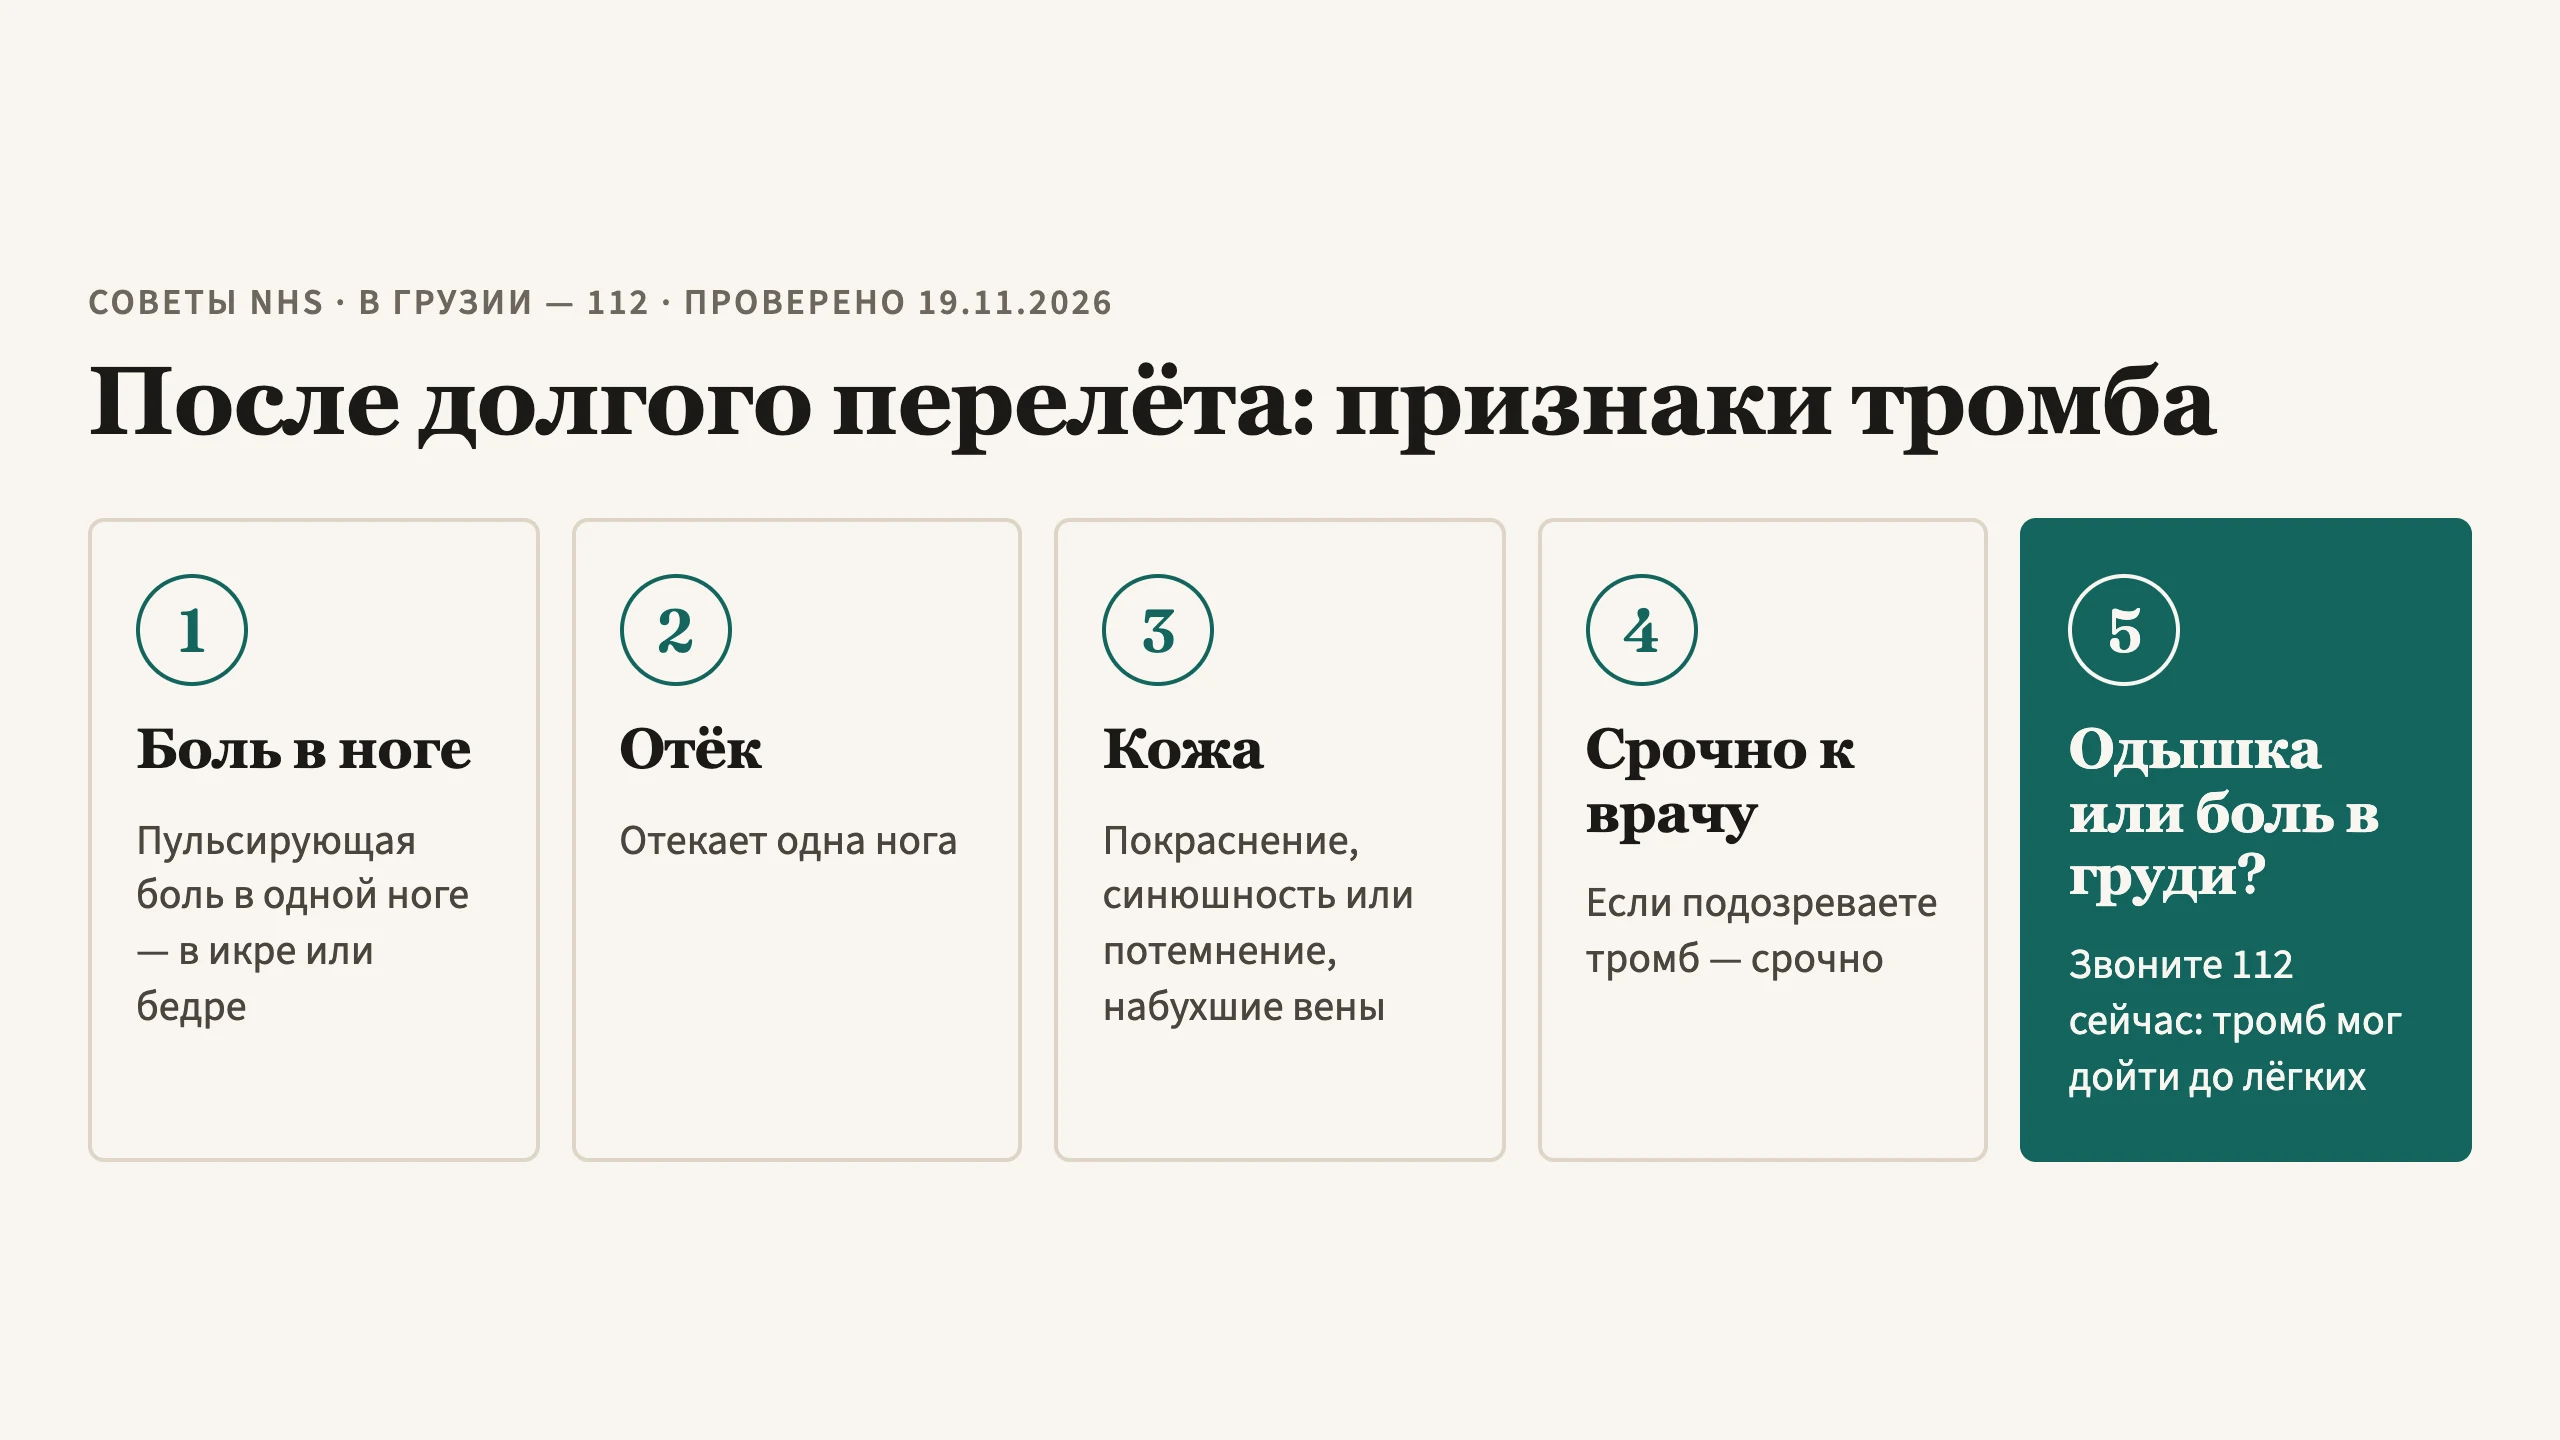 СОВЕТЫ NHS · В ГРУЗИИ — 112 · ПРОВЕРЕНО 19.11.2026
После долгого перелёта: признаки тромба
1
Боль в ноге
Пульсирующая
боль в одной ноге
— в икре или
бедре
2
Отёк
Отекает одна нога
3
Кожа
Покраснение,
синюшность или
потемнение,
набухшие вены
4
Срочно к
врачу
Если подозреваете
тромб — срочно
5
Одышка
или боль в
груди?
Звоните 112
сейчас: тромб мог
дойти до лёгких